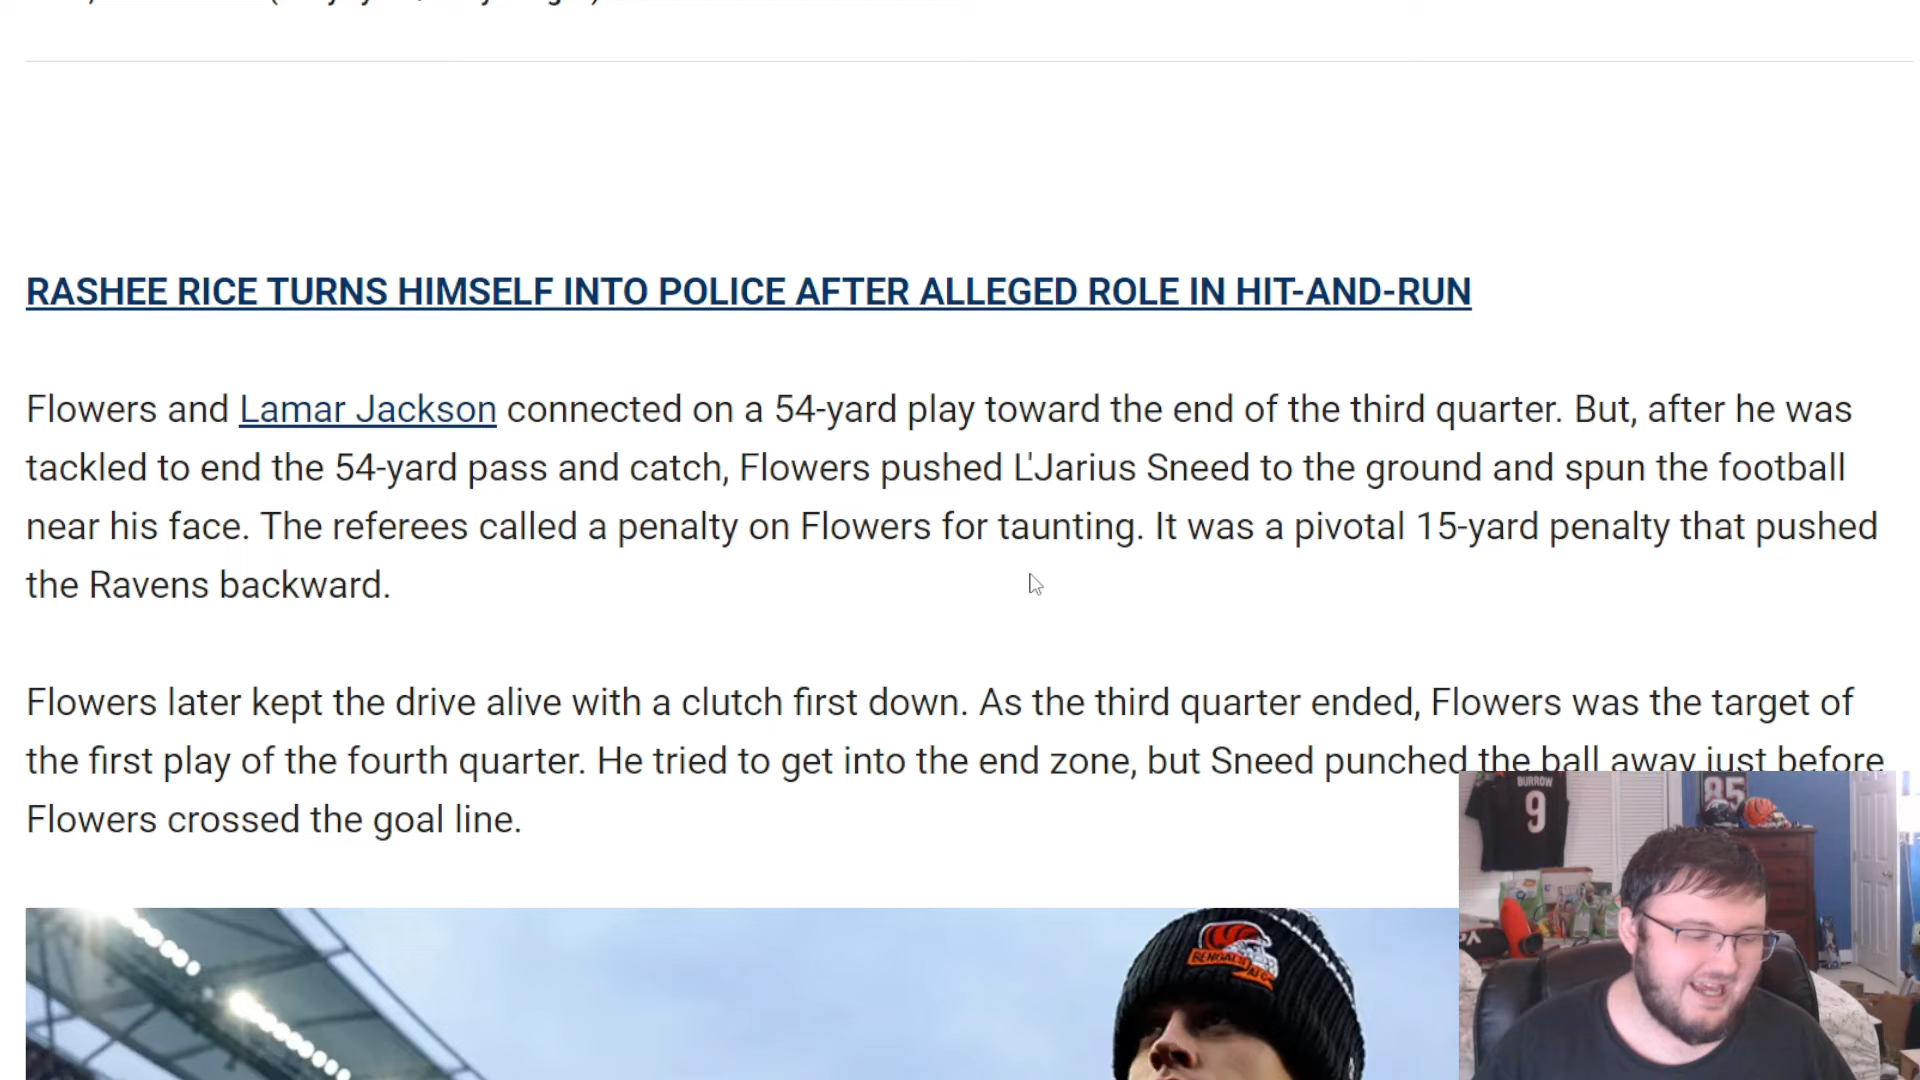 RASHEE RICE TURNS HIMSELF INTO POLICE AFTER ALLEGED ROLE IN HIT-AND-RUN
Flowers and Lamar Jackson connected on a 54-yard play toward the end of the third quarter. But, after he was
tackled to end the 54-yard pass and catch, Flowers pushed L'Jarius Sneed to the ground and spun the football
near his face. The referees called a penalty on Flowers for taunting. It was a pivotal 15-yard penalty that pushed
the Ravens backward.
Flowers later kept the drive alive with a clutch first down. As the third quarter ended, Flowers was the target of
the first play of the fourth quarter. He tried to get into the end zone, but Sneed punched the ball away just before
Flowers crossed the goal line.
BURROW
9
85
BENGALS